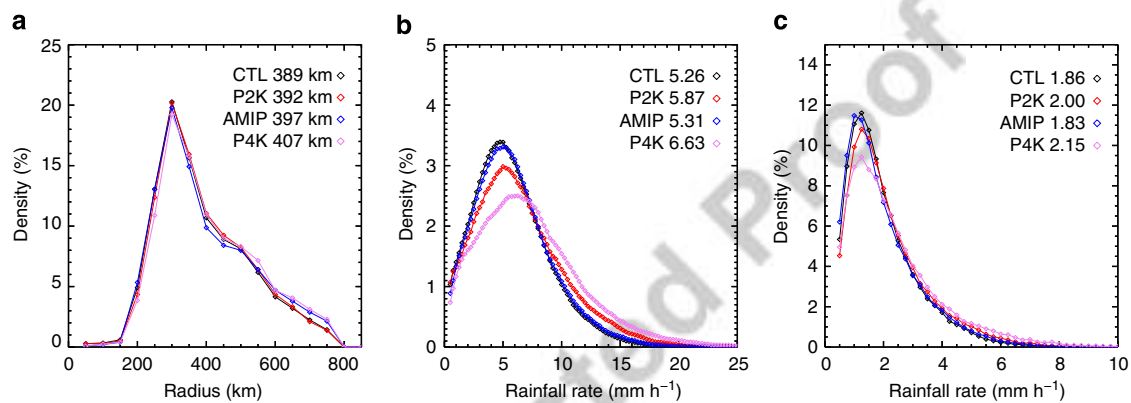 a
25
20
15
10
5
0
Density (%)
0 200 400 600 800
Radius (km)
CTL 389 km
P2K 392 km
AMIP 397 km
P4K 407 km
b
5
4
3
2
1
0
Density (%)
0 5 10 15 20 25
Rainfall rate (mm h⁻¹)
CTL 5.26
P2K 5.87
AMIP 5.31
P4K 6.63
c
14
12
10
8
6
4
2
0
Density (%)
0 2 4 6 8 10
Rainfall rate (mm h⁻¹)
CTL 1.86
P2K 2.00
AMIP 1.83
P4K 2.15
Proof